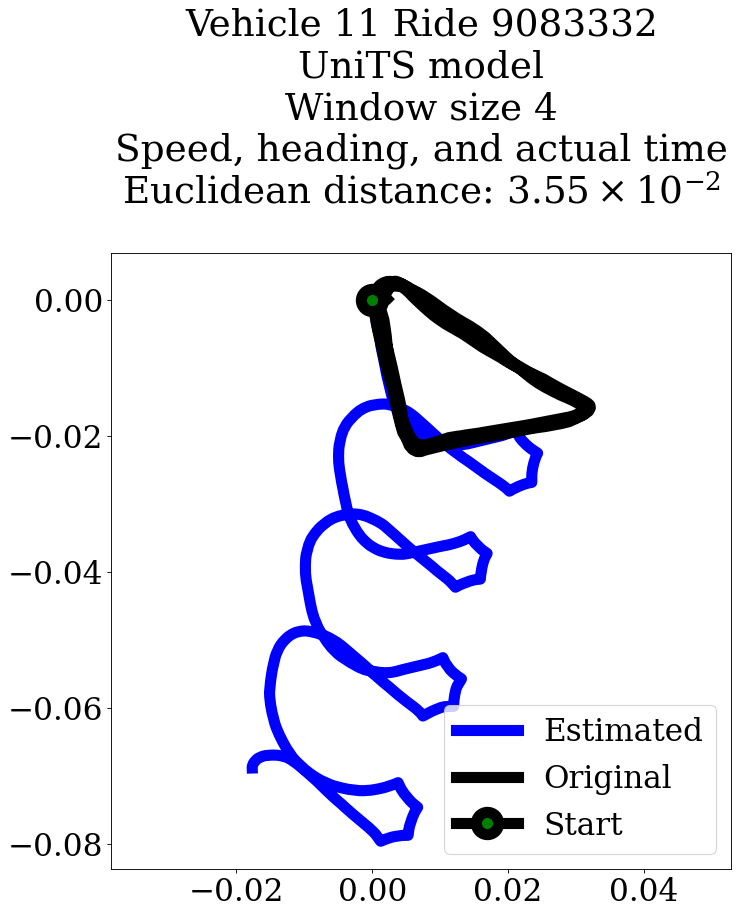 Vehicle 11 Ride 9083332
UniTS model
Window size 4
Speed, heading, and actual time
Euclidean distance: 3.55 × 10⁻²
0.00
−0.02
−0.04
−0.06
−0.08
Estimated
Original
Start
−0.02 0.00 0.02 0.04